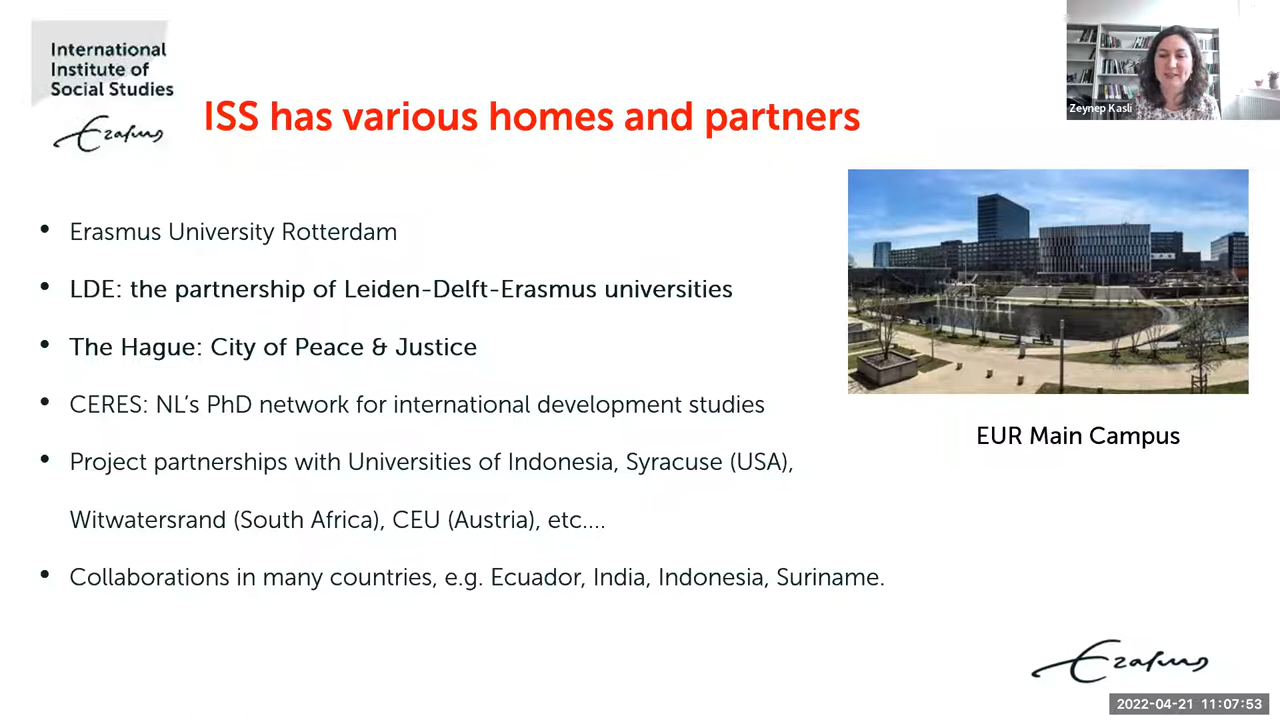 International
Institute of
Social Studies
Erasmus
ISS has various homes and partners
Zeynep Kasli
• Erasmus University Rotterdam
• LDE: the partnership of Leiden-Delft-Erasmus universities
• The Hague: City of Peace & Justice
• CERES: NL’s PhD network for international development studies
• Project partnerships with Universities of Indonesia, Syracuse (USA),
Witwatersrand (South Africa), CEU (Austria), etc....
• Collaborations in many countries, e.g. Ecuador, India, Indonesia, Suriname.
EUR Main Campus
Erasmus
2022-04-21 11:07:53